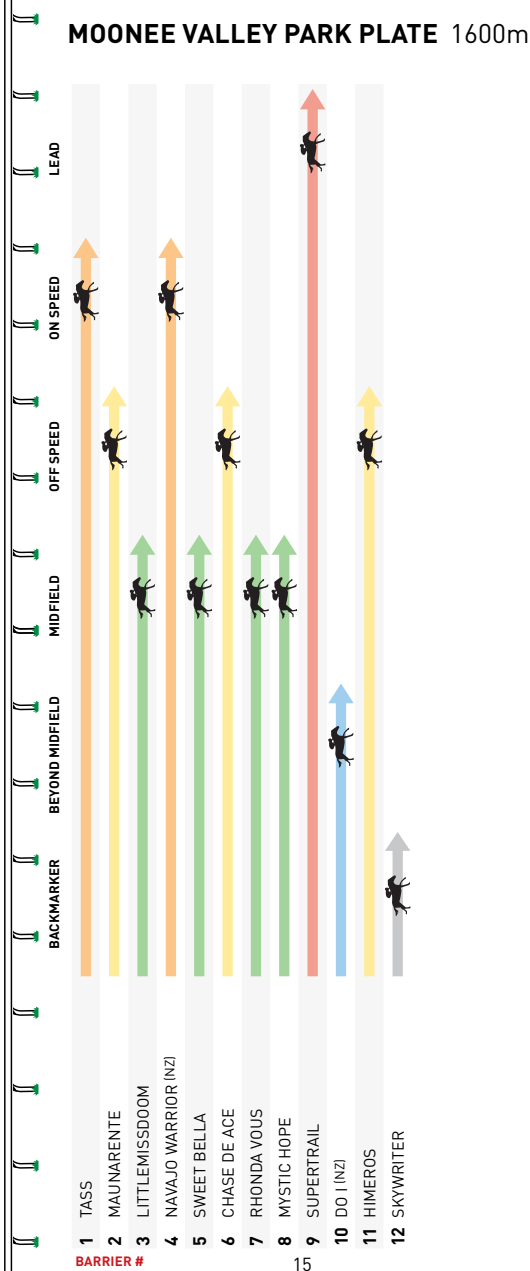 MOONEE VALLEY PARK PLATE 1600m
LEAD
ON SPEED
OFF SPEED
MIDFIELD
BEYOND MIDFIELD
BACKMARKER
1 TASS
2 MAUNARENTE
3 LITTLEMISSDOOM
4 NAVAJO WARRIOR (NZ)
5 SWEET BELLA
6 CHASE DE ACE
7 RHONDA VOUS
8 MYSTIC HOPE
9 SUPERTRAIL
10 DO I (NZ)
11 HIMEROS
12 SKYWRITER
BARRIER #
15